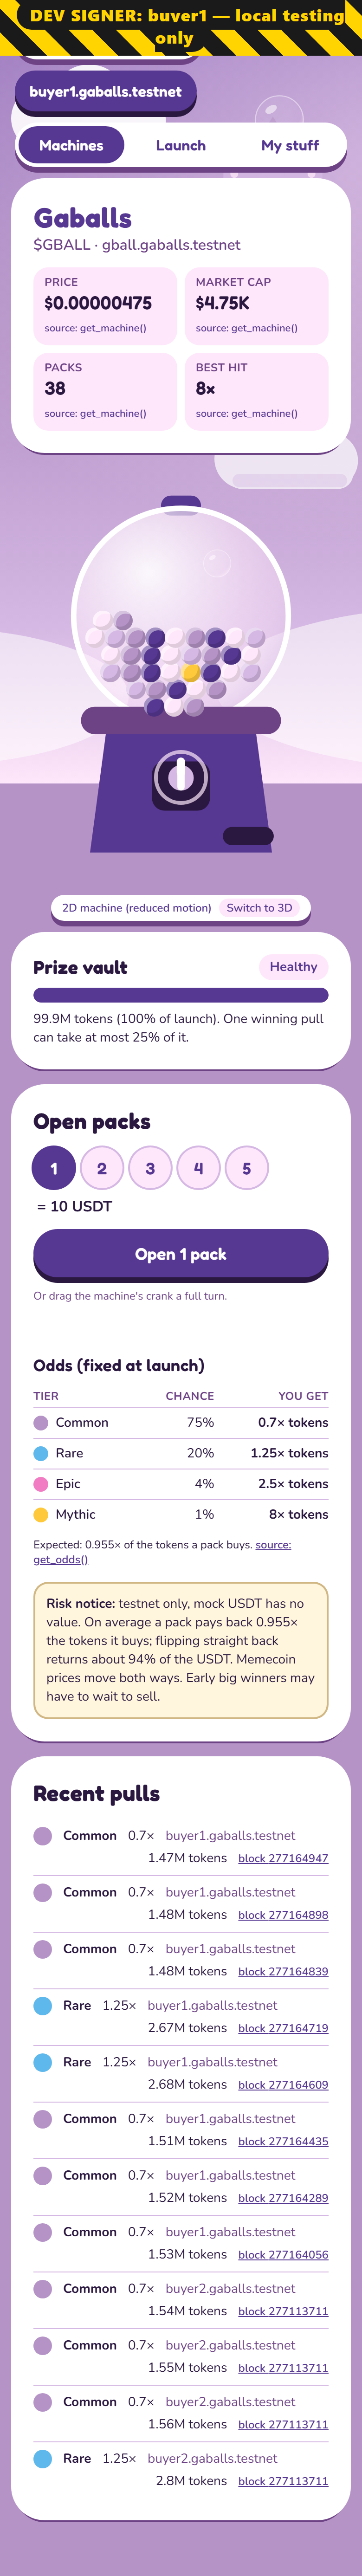 DEV SIGNER: buyer1 — local testing
only
buyer1.gaballs.testnet
Machines Launch My stuff
Gaballs
$GBALL · gball.gaballs.testnet
PRICE
$0.00000475
source: get_machine()
MARKET CAP
$4.75K
source: get_machine()
PACKS
38
source: get_machine()
BEST HIT
8×
source: get_machine()
2D machine (reduced motion) Switch to 3D
Prize vault Healthy
99.9M tokens (100% of launch). One winning pull
can take at most 25% of it.
Open packs
1 2 3 4 5
= 10 USDT
Open 1 pack
Or drag the machine's crank a full turn.
Odds (fixed at launch)
TIER CHANCE YOU GET
Common 75% 0.7× tokens
Rare 20% 1.25× tokens
Epic 4% 2.5× tokens
Mythic 1% 8× tokens
Expected: 0.955× of the tokens a pack buys. source:
get_odds()
Risk notice: testnet only, mock USDT has no
value. On average a pack pays back 0.955×
the tokens it buys; flipping straight back
returns about 94% of the USDT. Memecoin
prices move both ways. Early big winners may
have to wait to sell.
Recent pulls
Common 0.7× buyer1.gaballs.testnet
1.47M tokens block 277164947
Common 0.7× buyer1.gaballs.testnet
1.48M tokens block 277164898
Common 0.7× buyer1.gaballs.testnet
1.48M tokens block 277164839
Rare 1.25× buyer1.gaballs.testnet
2.67M tokens block 277164719
Rare 1.25× buyer1.gaballs.testnet
2.68M tokens block 277164609
Common 0.7× buyer1.gaballs.testnet
1.51M tokens block 277164435
Common 0.7× buyer1.gaballs.testnet
1.52M tokens block 277164289
Common 0.7× buyer1.gaballs.testnet
1.53M tokens block 277164056
Common 0.7× buyer2.gaballs.testnet
1.54M tokens block 277113711
Common 0.7× buyer2.gaballs.testnet
1.55M tokens block 277113711
Common 0.7× buyer2.gaballs.testnet
1.56M tokens block 277113711
Rare 1.25× buyer2.gaballs.testnet
2.8M tokens block 277113711